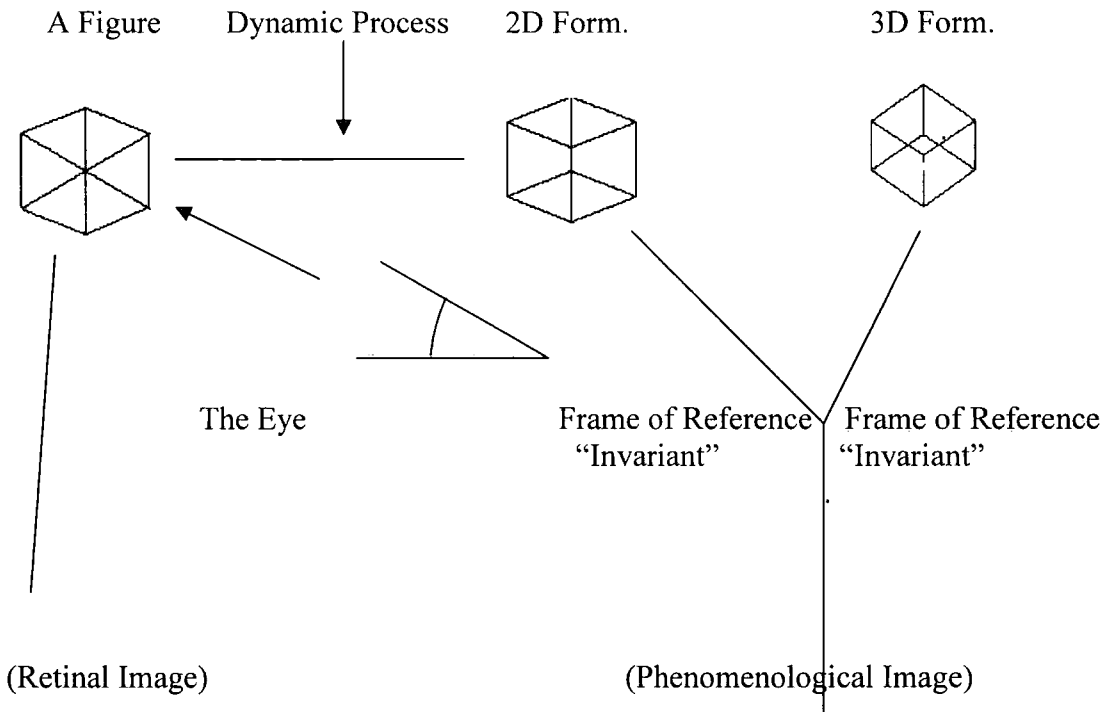 A Figure Dynamic Process 2D Form. 3D Form.
The Eye Frame of Reference Frame of Reference
“Invariant” “Invariant”
(Retinal Image) (Phenomenological Image)